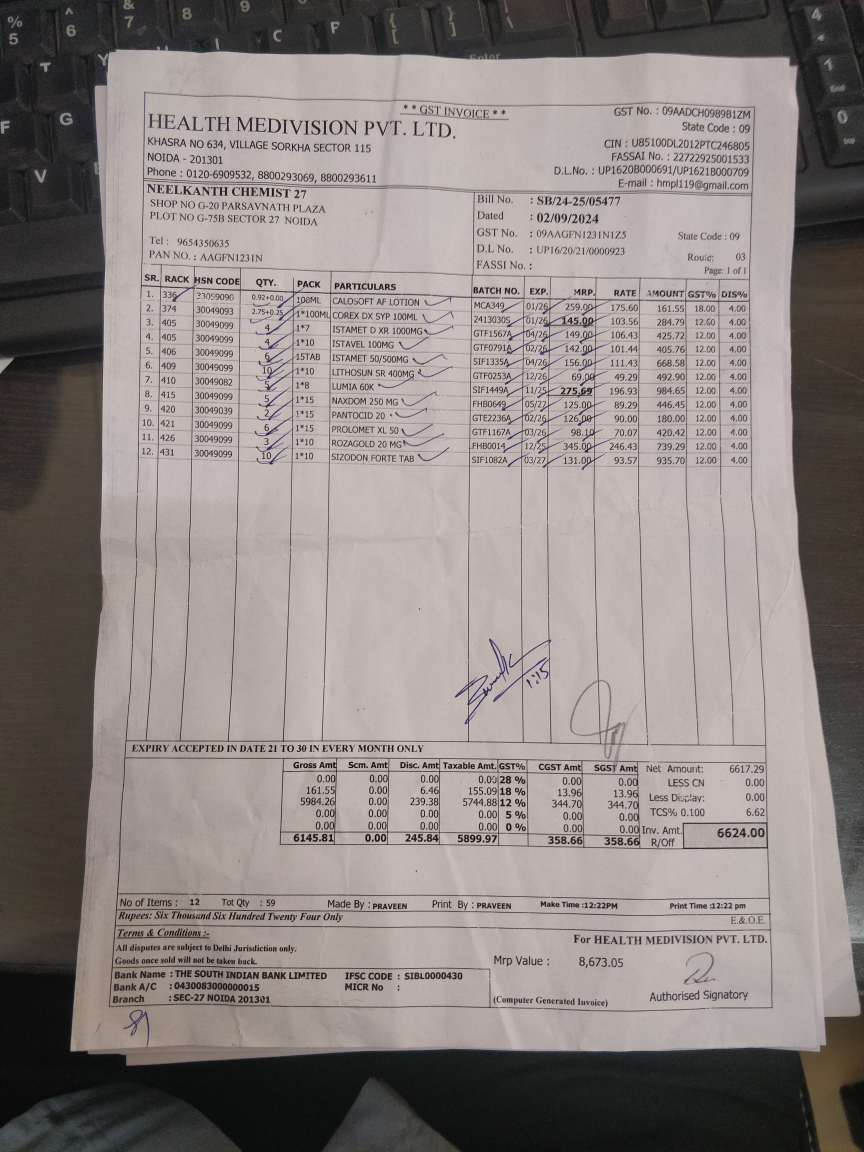 * * GST INVOICE * *
HEALTH MEDIVISION PVT. LTD.
KHASRA NO 634, VILLAGE SORKHA SECTOR 115
NOIDA - 201301
Phone : 0120-6909532, 8800293069, 8800293611
GST No. : 09AADCH0989B1ZM
State Code : 09
CIN : U85100DL2012PTC246805
FASSAI No. : 22722925001533
D.L.No. : UP1620B000691/UP1621B000709
E-mail : hmpl119@gmail.com
NEELKANTH CHEMIST 27
SHOP NO G-20 PARSAVNATH PLAZA
PLOT NO G-75B SECTOR 27 NOIDA
Tel : 9654350635
PAN NO. : AAGFN1231N
Bill No. : SB/24-25/05477
Dated : 02/09/2024
GST No. : 09AAGFN1231N1Z5 State Code : 09
D.L No. : UP16/20/21/0000923
Route: 03
FASSI No. :
Page: 1 of 1
SR. RACK HSN CODE QTY. PACK PARTICULARS BATCH NO. EXP. MRP. RATE AMOUNT GST% DIS%
1. 336 33059090 0.92+0.00 100ML CALOSOFT AF LOTION MCA349 01/26 259.00 175.60 161.55 18.00 4.00
2. 374 30049093 2.75+0.25 1*100ML COREX DX SYP 100ML 24130305 01/26 145.00 103.56 284.79 12.00 4.00
3. 405 30049099 4 1*7 ISTAMET D XR 1000MG GTF1567A 04/26 149.00 106.43 425.72 12.00 4.00
4. 405 30049099 4 1*10 ISTAVEL 100MG GTF0791A 02/26 142.00 101.44 405.76 12.00 4.00
5. 406 30049099 6 15TAB ISTAMET 50/500MG SIF1335A 04/26 156.00 111.43 668.58 12.00 4.00
6. 409 30049099 10 1*10 LITHOSUN SR 400MG GTF0253A 12/26 69.00 49.29 492.90 12.00 4.00
7. 410 30049082 5 1*8 LUMIA 60K SIF1449A 11/25 275.69 196.93 984.65 12.00 4.00
8. 415 30049099 5 1*15 NAXDOM 250 MG FHB0649 05/27 125.00 89.29 446.45 12.00 4.00
9. 420 30049039 2 1*15 PANTOCID 20 GTE2236A 02/26 126.00 90.00 180.00 12.00 4.00
10. 421 30049099 6 1*15 PROLOMET XL 50 GTF1167A 03/26 98.10 70.07 420.42 12.00 4.00
11. 426 30049099 3 1*10 ROZAGOLD 20 MG FHB0014 12/25 345.00 246.43 739.29 12.00 4.00
12. 431 30049099 10 1*10 SIZODON FORTE TAB SIF1082A 03/27 131.00 93.57 935.70 12.00 4.00
1:15
EXPIRY ACCEPTED IN DATE 21 TO 30 IN EVERY MONTH ONLY
Gross Amt Scm. Amt Disc. Amt Taxable Amt. GST% CGST Amt SGST Amt
0.00 0.00 0.00 0.00 28 % 0.00 0.00
161.55 0.00 6.46 155.09 18 % 13.96 13.96
5984.26 0.00 239.38 5744.88 12 % 344.70 344.70
0.00 0.00 0.00 0.00 5 % 0.00 0.00
0.00 0.00 0.00 0.00 0 % 0.00 0.00
6145.81 0.00 245.84 5899.97 358.66 358.66
Net Amount: 6617.29
LESS CN 0.00
Less Display: 0.00
TCS% 0.100 6.62
Inv. Amt. 6624.00
R/Off
No of Items : 12 Tot Qty : 59 Made By : PRAVEEN Print By : PRAVEEN Make Time :12:22PM Print Time :12:22 pm
Rupees: Six Thousand Six Hundred Twenty Four Only E.& O.E.
Terms & Conditions :-
All disputes are subject to Delhi Jurisdiction only.
Goods once sold will not be taken back.
Bank Name : THE SOUTH INDIAN BANK LIMITED IFSC CODE : SIBL0000430
Bank A/C : 0430083000000015 MICR No :
Branch : SEC-27 NOIDA 201301
For HEALTH MEDIVISION PVT. LTD.
Mrp Value : 8,673.05
(Computer Generated Invoice) Authorised Signatory